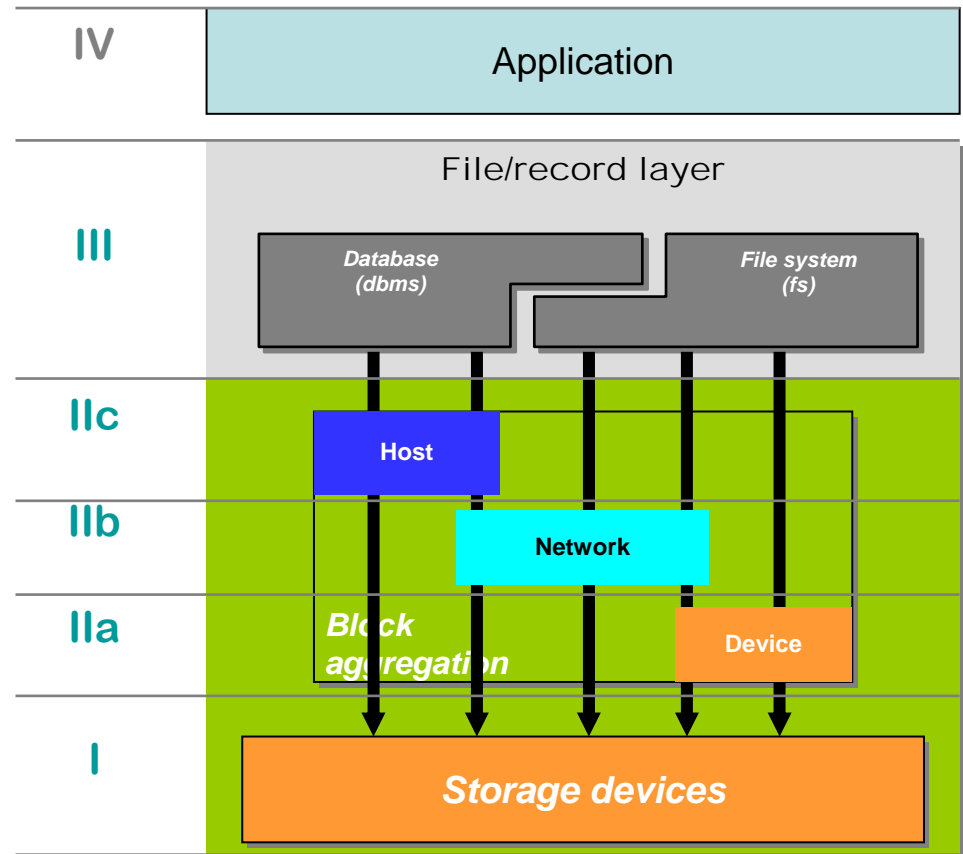 IV
Application
File/record layer
III
Database
(dbms)
File system
(fs)
IIc
Host
IIb
Network
IIa
Block
aggregation
Device
I
Storage devices